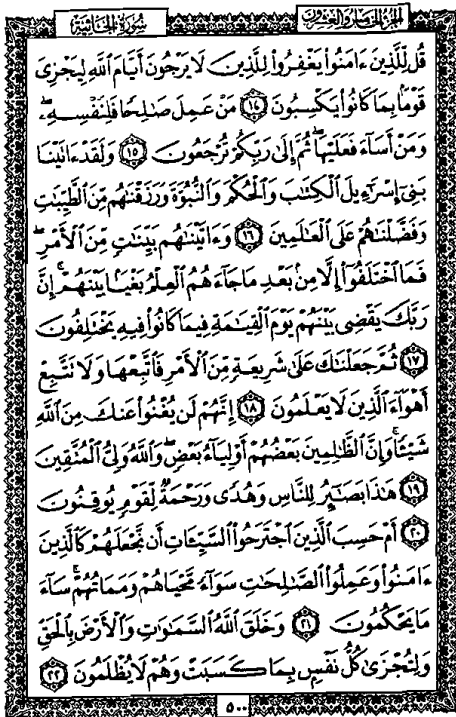 الجزء الخامس والعشرون
سُورَةُ الجَاثِيَةِ
قُل لِّلَّذِينَ ءَامَنُوا۟ يَغْفِرُوا۟ لِلَّذِينَ لَا يَرْجُونَ أَيَّامَ ٱللَّهِ لِيَجْزِىَ
قَوْمًۢا بِمَا كَانُوا۟ يَكْسِبُونَ ١٤ مَنْ عَمِلَ صَـٰلِحًا فَلِنَفْسِهِۦ ۖ
وَمَنْ أَسَآءَ فَعَلَيْهَا ۖ ثُمَّ إِلَىٰ رَبِّكُمْ تُرْجَعُونَ ١٥ وَلَقَدْ ءَاتَيْنَا
بَنِىٓ إِسْرَٰٓءِيلَ ٱلْكِتَـٰبَ وَٱلْحُكْمَ وَٱلنُّبُوَّةَ وَرَزَقْنَـٰهُم مِّنَ ٱلطَّيِّبَـٰتِ
وَفَضَّلْنَـٰهُمْ عَلَى ٱلْعَـٰلَمِينَ ١٦ وَءَاتَيْنَـٰهُم بَيِّنَـٰتٍ مِّنَ ٱلْأَمْرِ ۖ
فَمَا ٱخْتَلَفُوٓا۟ إِلَّا مِنۢ بَعْدِ مَا جَآءَهُمُ ٱلْعِلْمُ بَغْيًۢا بَيْنَهُمْ ۚ إِنَّ
رَبَّكَ يَقْضِى بَيْنَهُمْ يَوْمَ ٱلْقِيَـٰمَةِ فِيمَا كَانُوا۟ فِيهِ يَخْتَلِفُونَ
١٧ ثُمَّ جَعَلْنَـٰكَ عَلَىٰ شَرِيعَةٍ مِّنَ ٱلْأَمْرِ فَٱتَّبِعْهَا وَلَا تَتَّبِعْ
أَهْوَآءَ ٱلَّذِينَ لَا يَعْلَمُونَ ١٨ إِنَّهُمْ لَن يُغْنُوا۟ عَنكَ مِنَ ٱللَّهِ
شَيْـًٔا ۚ وَإِنَّ ٱلظَّـٰلِمِينَ بَعْضُهُمْ أَوْلِيَآءُ بَعْضٍ ۖ وَٱللَّهُ وَلِىُّ ٱلْمُتَّقِينَ
١٩ هَـٰذَا بَصَـٰٓئِرُ لِلنَّاسِ وَهُدًى وَرَحْمَةٌ لِّقَوْمٍ يُوقِنُونَ
٢٠ أَمْ حَسِبَ ٱلَّذِينَ ٱجْتَرَحُوا۟ ٱلسَّيِّـَٔاتِ أَن نَّجْعَلَهُمْ كَٱلَّذِينَ
ءَامَنُوا۟ وَعَمِلُوا۟ ٱلصَّـٰلِحَـٰتِ سَوَآءً مَّحْيَاهُمْ وَمَمَاتُهُمْ ۚ سَآءَ
مَا يَحْكُمُونَ ٢١ وَخَلَقَ ٱللَّهُ ٱلسَّمَـٰوَٰتِ وَٱلْأَرْضَ بِٱلْحَقِّ
وَلِتُجْزَىٰ كُلُّ نَفْسٍۭ بِمَا كَسَبَتْ وَهُمْ لَا يُظْلَمُونَ ٢٢
٥٠٠